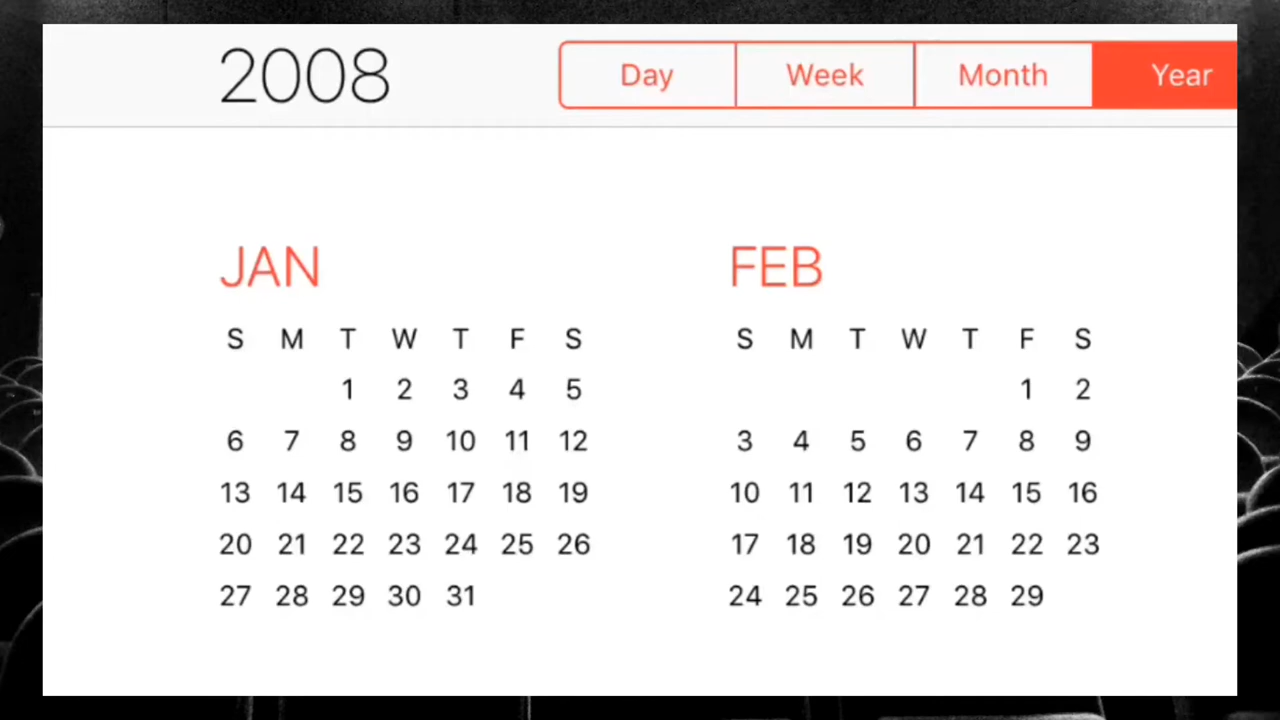 2008 Day Week Month Year
JAN
S M T W T F S
1 2 3 4 5
6 7 8 9 10 11 12
13 14 15 16 17 18 19
20 21 22 23 24 25 26
27 28 29 30 31
FEB
S M T W T F S
1 2
3 4 5 6 7 8 9
10 11 12 13 14 15 16
17 18 19 20 21 22 23
24 25 26 27 28 29